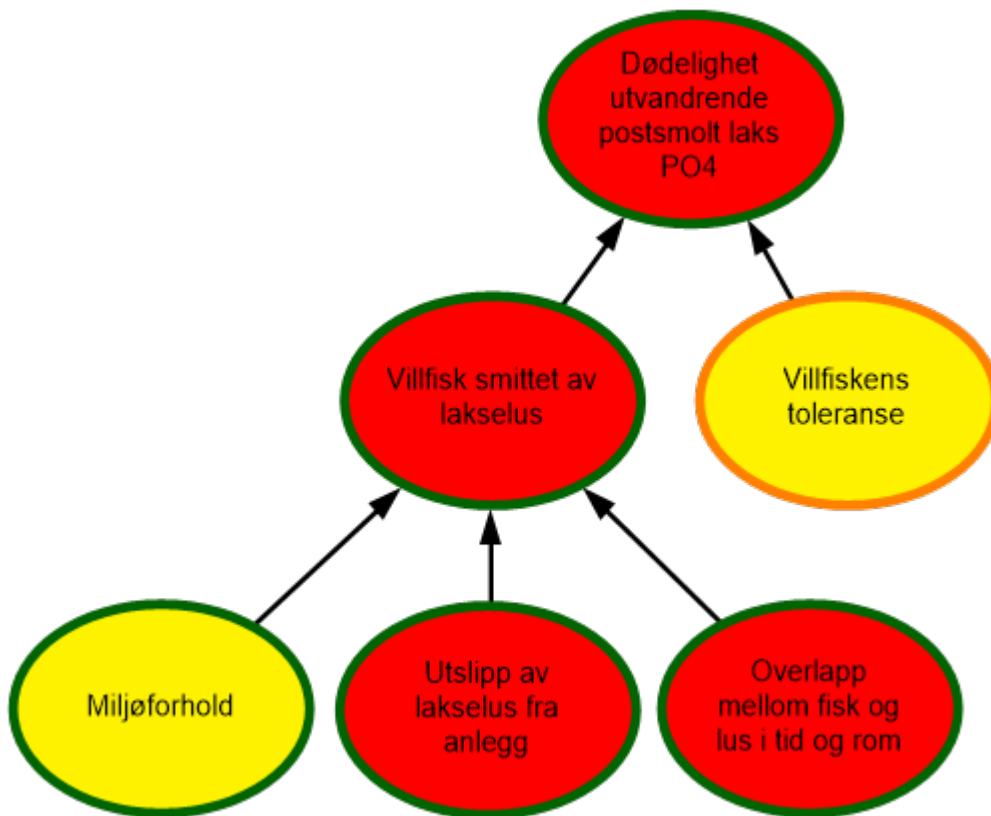 Dødelighet
utvandrende
postsmolt laks
PO4
Villfisk smittet av
lakselus
Villfiskens
toleranse
Miljøforhold
Utslipp av
lakselus fra
anlegg
Overlapp
mellom fisk og
lus i tid og rom